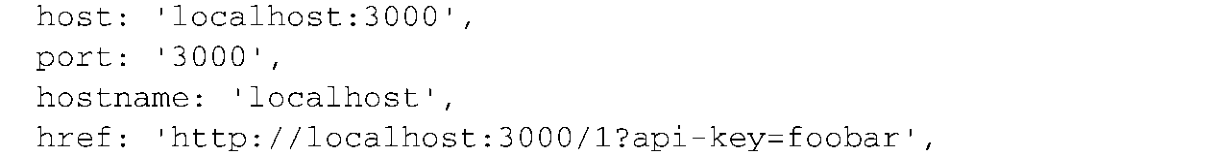 host: 'localhost:3000',
port: '3000',
hostname: 'localhost',
href: 'http://localhost:3000/1?api-key=foobar',